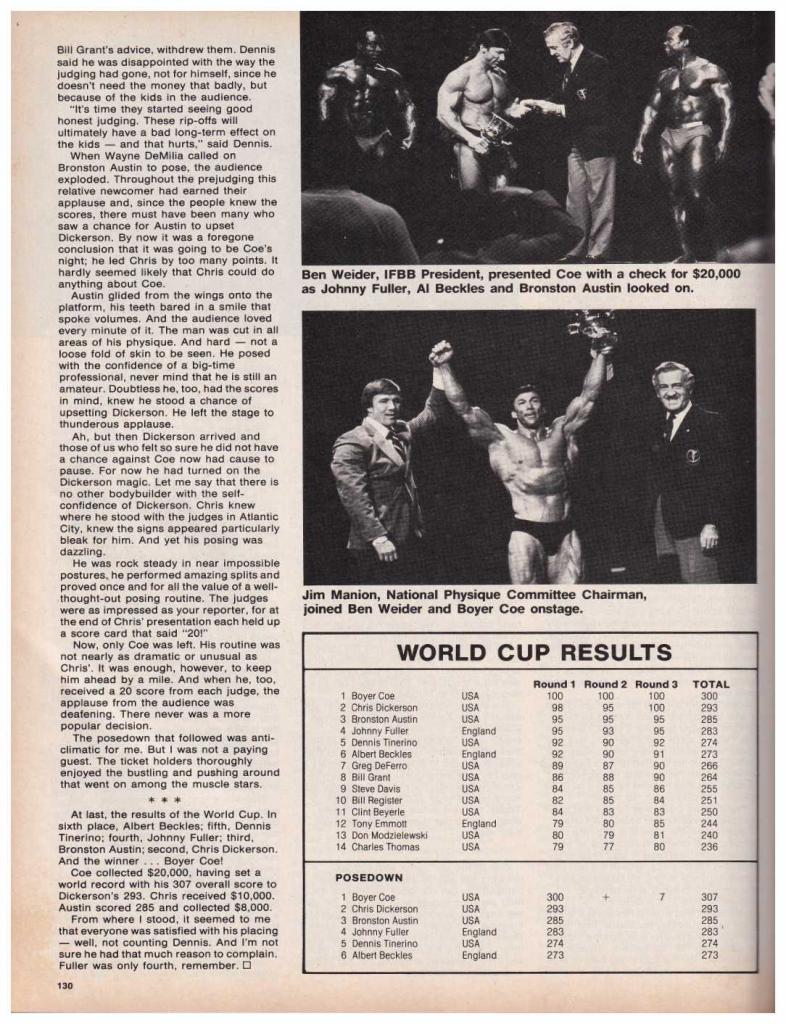 Bill Grant's advice, withdrew them. Dennis
said he was disappointed with the way the
judging had gone, not for himself, since he
doesn't need the money that badly, but
because of the kids in the audience.
"It's time they started seeing good
honest judging. These rip-offs will
ultimately have a bad long-term effect on
the kids — and that hurts," said Dennis.
When Wayne DeMilia called on
Bronston Austin to pose, the audience
exploded. Throughout the prejudging this
relative newcomer had earned their
applause and, since the people knew the
scores, there must have been many who
saw a chance for Austin to upset
Dickerson. By now it was a foregone
conclusion that it was going to be Coe's
night; he led Chris by too many points. It
hardly seemed likely that Chris could do
anything about Coe.
Austin glided from the wings onto the
platform, his teeth bared in a smile that
spoke volumes. And the audience loved
every minute of it. The man was cut in all
areas of his physique. And hard — not a
loose fold of skin to be seen. He posed
with the confidence of a big-time
professional, never mind that he is still an
amateur. Doubtless he, too, had the scores
in mind, knew he stood a chance of
upsetting Dickerson. He left the stage to
thunderous applause.
Ah, but then Dickerson arrived and
those of us who felt so sure he did not have
a chance against Coe now had cause to
pause. For now he had turned on the
Dickerson magic. Let me say that there is
no other bodybuilder with the self-
confidence of Dickerson. Chris knew
where he stood with the judges in Atlantic
City, knew the signs appeared particularly
bleak for him. And yet his posing was
dazzling.
He was rock steady in near impossible
postures, he performed amazing splits and
proved once and for all the value of a well-
thought-out posing routine. The judges
were as impressed as your reporter, for at
the end of Chris' presentation each held up
a score card that said "20!"
Now, only Coe was left. His routine was
not nearly as dramatic or unusual as
Chris'. It was enough, however, to keep
him ahead by a mile. And when he, too,
received a 20 score from each judge, the
applause from the audience was
deafening. There never was a more
popular decision.
The posedown that followed was anti-
climatic for me. But I was not a paying
guest. The ticket holders thoroughly
enjoyed the bustling and pushing around
that went on among the muscle stars.
* * *
At last, the results of the World Cup. In
sixth place, Albert Beckles; fifth, Dennis
Tinerino; fourth, Johnny Fuller; third,
Bronston Austin; second, Chris Dickerson.
And the winner . . . Boyer Coe!
Coe collected $20,000, having set a
world record with his 307 overall score to
Dickerson's 293. Chris received $10,000.
Austin scored 285 and collected $8,000.
From where I stood, it seemed to me
that everyone was satisfied with his placing
— well, not counting Dennis. And I'm not
sure he had that much reason to complain.
Fuller was only fourth, remember. □
130
Ben Weider, IFBB President, presented Coe with a check for $20,000
as Johnny Fuller, Al Beckles and Bronston Austin looked on.
Jim Manion, National Physique Committee Chairman,
joined Ben Weider and Boyer Coe onstage.
WORLD CUP RESULTS
Round 1 Round 2 Round 3 TOTAL
1 Boyer Coe USA 100 100 100 300
2 Chris Dickerson USA 98 95 100 293
3 Bronston Austin USA 95 95 95 285
4 Johnny Fuller England 95 93 95 283
5 Dennis Tinerino USA 92 90 92 274
6 Albert Beckles England 92 90 91 273
7 Greg DeFerro USA 89 87 90 266
8 Bill Grant USA 86 88 90 264
9 Steve Davis USA 84 85 86 255
10 Bill Register USA 82 85 84 251
11 Clint Beyerle USA 84 83 83 250
12 Tony Emmott England 79 80 85 244
13 Don Modzielewski USA 80 79 81 240
14 Charles Thomas USA 79 77 80 236
POSEDOWN
1 Boyer Coe USA 300 + 7 307
2 Chris Dickerson USA 293 293
3 Bronston Austin USA 285 285
4 Johnny Fuller England 283 283
5 Dennis Tinerino USA 274 274
6 Albert Beckles England 273 273